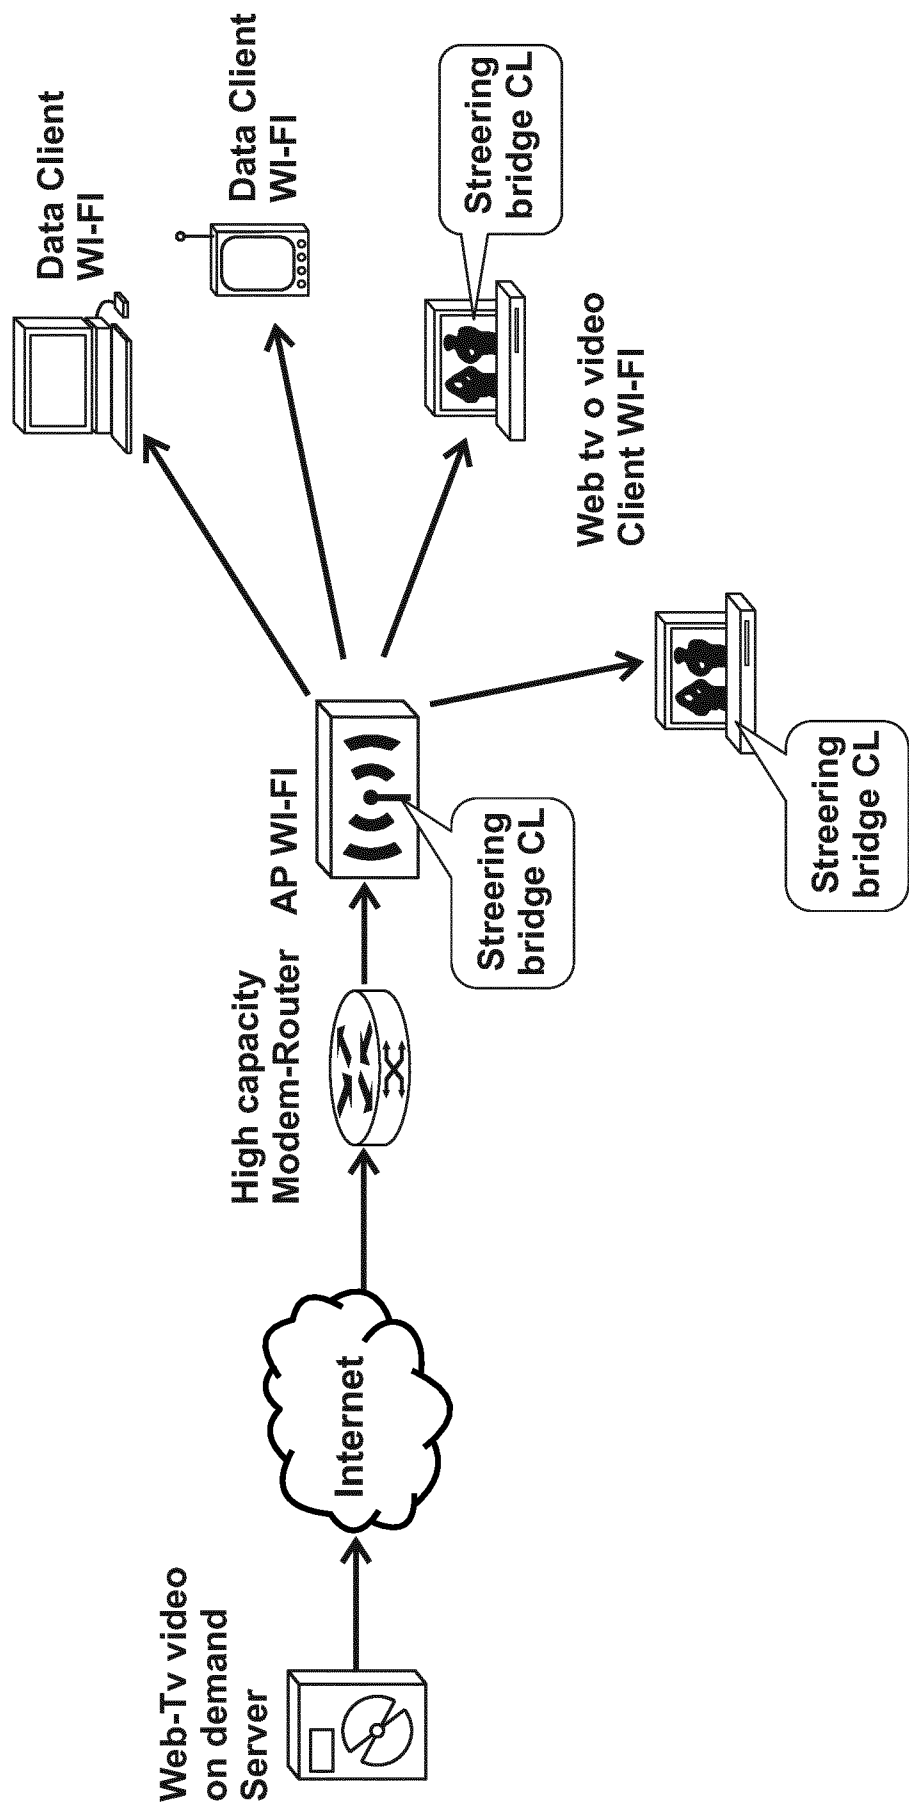 Web-Tv video
on demand
Server
Internet
High capacity
Modem-Router
AP WI-FI
Streering
bridge CL
Data Client
WI-FI
Data Client
WI-FI
Streering
bridge CL
Web tv o video
Client WI-FI
Streering
bridge CL